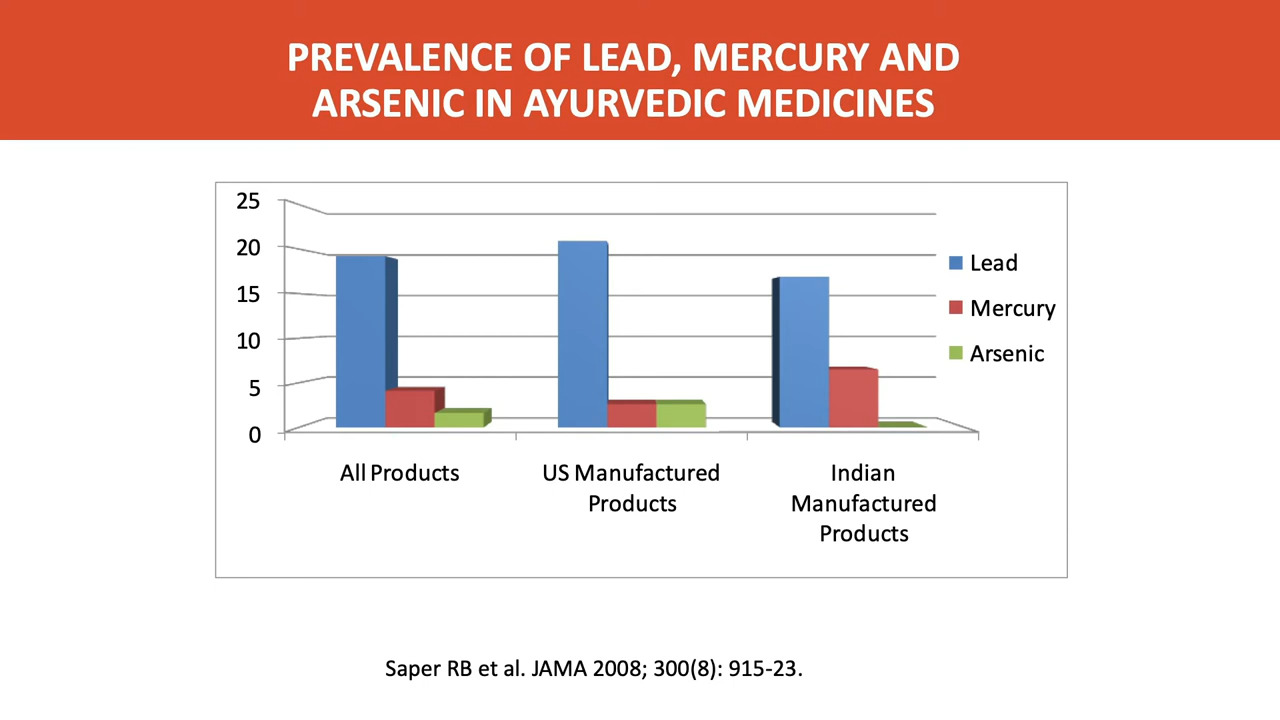 PREVALENCE OF LEAD, MERCURY AND
ARSENIC IN AYURVEDIC MEDICINES
25
20
15
10
5
0
Lead
Mercury
Arsenic
All Products
US Manufactured
Products
Indian
Manufactured
Products
Saper RB et al. JAMA 2008; 300(8): 915-23.